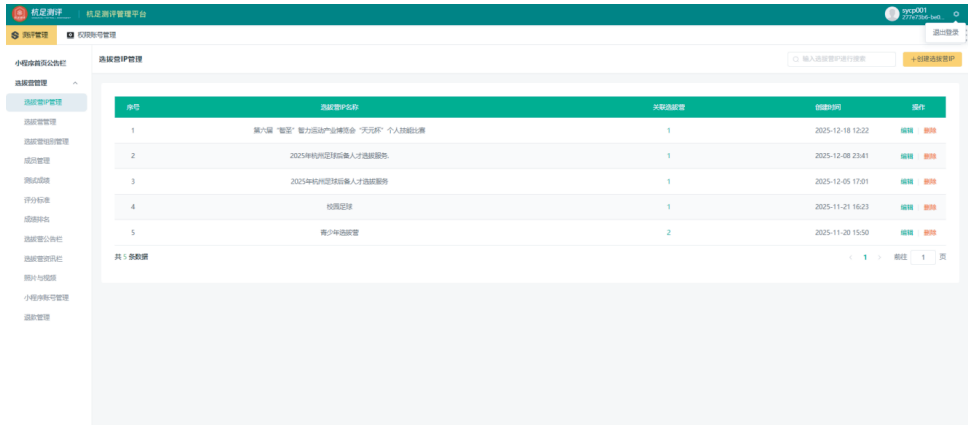 杭足测评 杭足测评管理平台
sycp001
277e73b6-be0...
退出登录
测评管理 权限账号管理
小程序首页公告栏
选拔营管理
选拔营IP管理
选拔营管理
选拔营组别管理
成员管理
测试成绩
评分标准
成绩排名
选拔营公告栏
选拔营资讯栏
照片与视频
小程序账号管理
退款管理
选拔营IP管理 输入选拔营IP进行搜索 +创建选拔营IP
序号 选拔营IP名称 关联选拔营 创建时间 操作
1 第六届“智荟”智力运动产业博览会“天元杯”个人技能比赛 1 2025-12-18 12:22 编辑 删除
2 2025年杭州足球后备人才选拔服务. 1 2025-12-08 23:41 编辑 删除
3 2025年杭州足球后备人才选拔服务 1 2025-12-05 17:01 编辑 删除
4 校园足球 1 2025-11-21 16:23 编辑 删除
5 青少年选拔营 2 2025-11-20 15:50 编辑 删除
共 5 条数据 1 前往 1 页